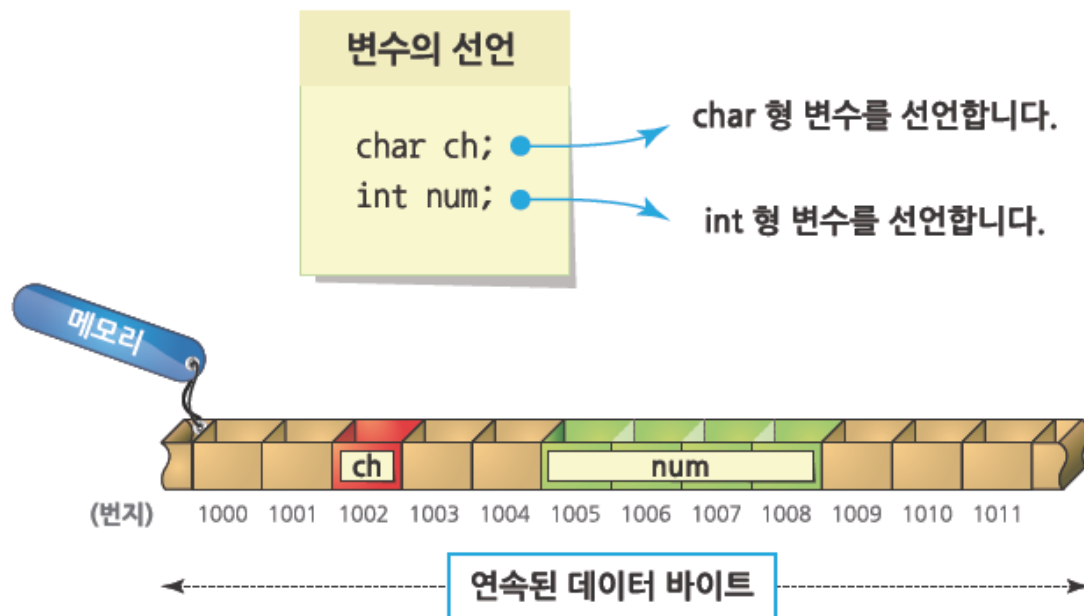 변수의 선언
char ch;
int num;
char 형 변수를 선언합니다.
int 형 변수를 선언합니다.
메모리
ch
num
(번지) 1000 1001 1002 1003 1004 1005 1006 1007 1008 1009 1010 1011
연속된 데이터 바이트